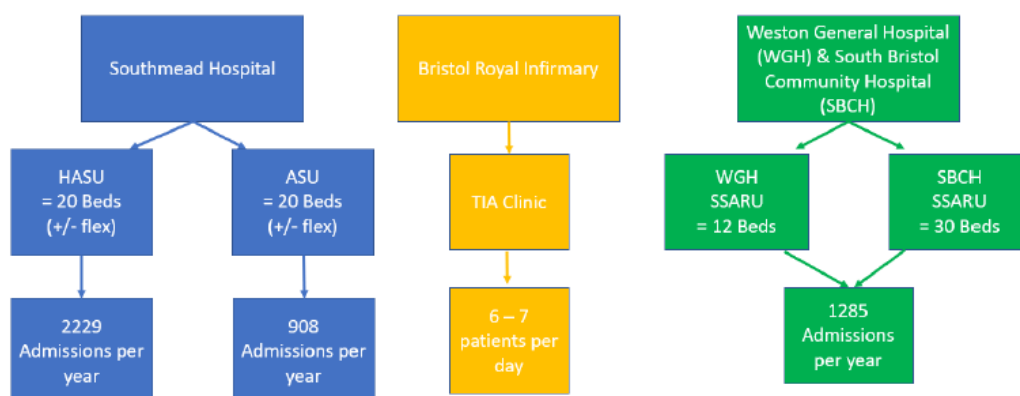 Southmead Hospital
Bristol Royal Infirmary
Weston General Hospital
(WGH) & South Bristol
Community Hospital
(SBCH)
HASU
= 20 Beds
(+/- flex)
ASU
= 20 Beds
(+/- flex)
TIA Clinic
WGH
SSARU
= 12 Beds
SBCH
SSARU
= 30 Beds
2229
Admissions per
year
908
Admissions per
year
6 – 7
patients per
day
1285
Admissions
per year